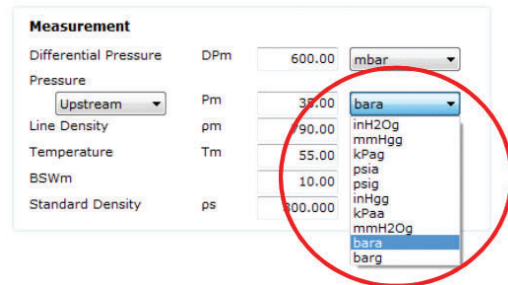 Measurement
Differential Pressure DPm 600.00 mbar
Pressure
Upstream Pm bara
Line Density ρm
Temperature Tm 55.00
BSWm 10.00
Standard Density ρs
inH2Og
mmHgg
kPag
psia
psig
inHgg
kPaa
mmH2Og
bara
barg